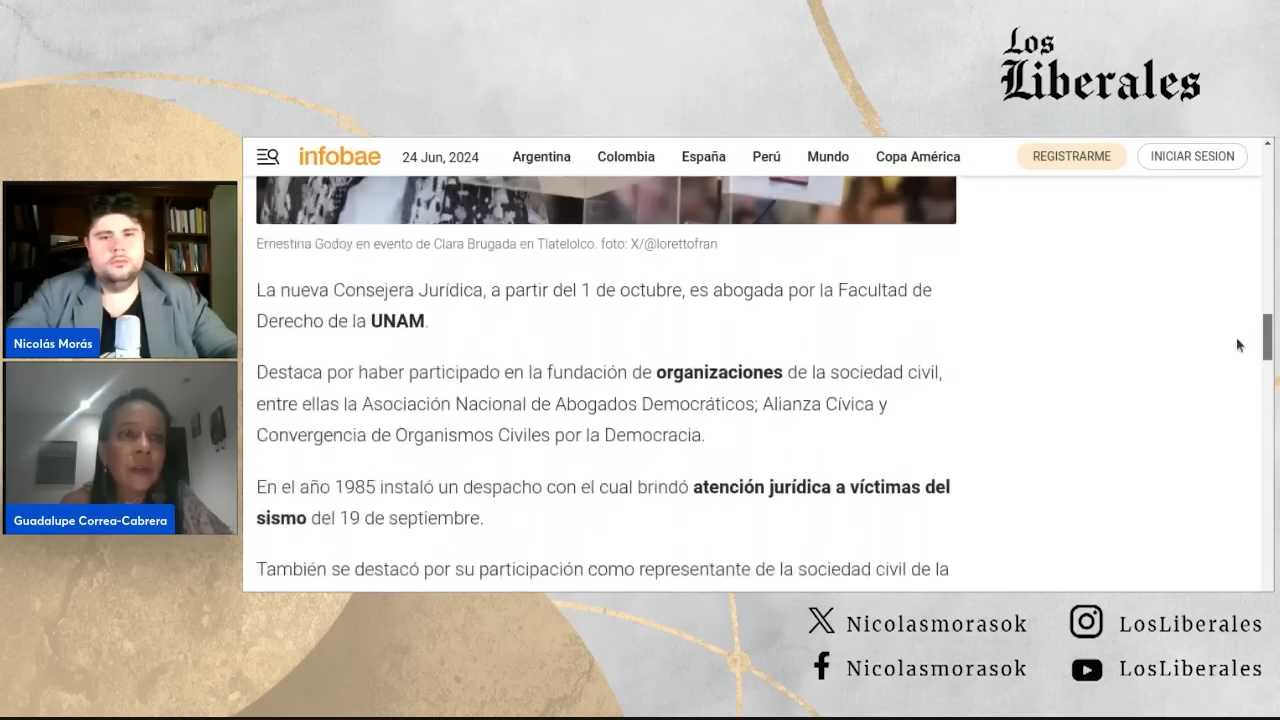 Los
Liberales
infobae
24 Jun, 2024
Argentina
Colombia
España
Perú
Mundo
Copa América
REGISTRARME
INICIAR SESION
Ernestina Godoy en evento de Clara Brugada en Tlatelolco. foto: X/@lorettofran
La nueva Consejera Jurídica, a partir del 1 de octubre, es abogada por la Facultad de
Derecho de la UNAM.
Destaca por haber participado en la fundación de organizaciones de la sociedad civil,
entre ellas la Asociación Nacional de Abogados Democráticos; Alianza Cívica y
Convergencia de Organismos Civiles por la Democracia.
En el año 1985 instaló un despacho con el cual brindó atención jurídica a víctimas del
sismo del 19 de septiembre.
También se destacó por su participación como representante de la sociedad civil de la
Nicolás Morás
Guadalupe Correa-Cabrera
Nicolasmorasok
LosLiberales
Nicolasmorasok
LosLiberales